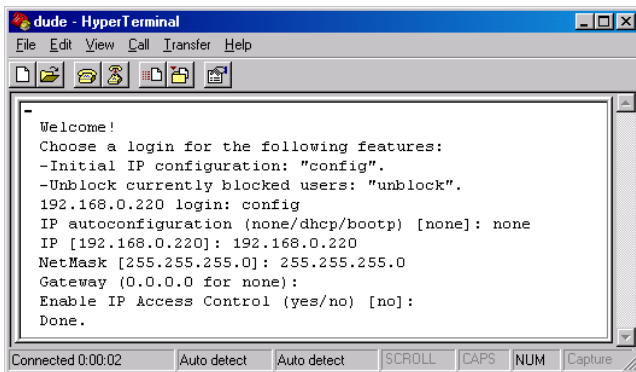 dude - HyperTerminal
File Edit View Call Transfer Help
Welcome!
Choose a login for the following features:
-Initial IP configuration: "config".
-Unblock currently blocked users: "unblock".
192.168.0.220 login: config
IP autoconfiguration (none/dhcp/bootp) [none]: none
IP [192.168.0.220]: 192.168.0.220
NetMask [255.255.255.0]: 255.255.255.0
Gateway (0.0.0.0 for none):
Enable IP Access Control (yes/no) [no]:
Done.
Connected 0:00:02 Auto detect Auto detect SCROLL CAPS NUM Capture